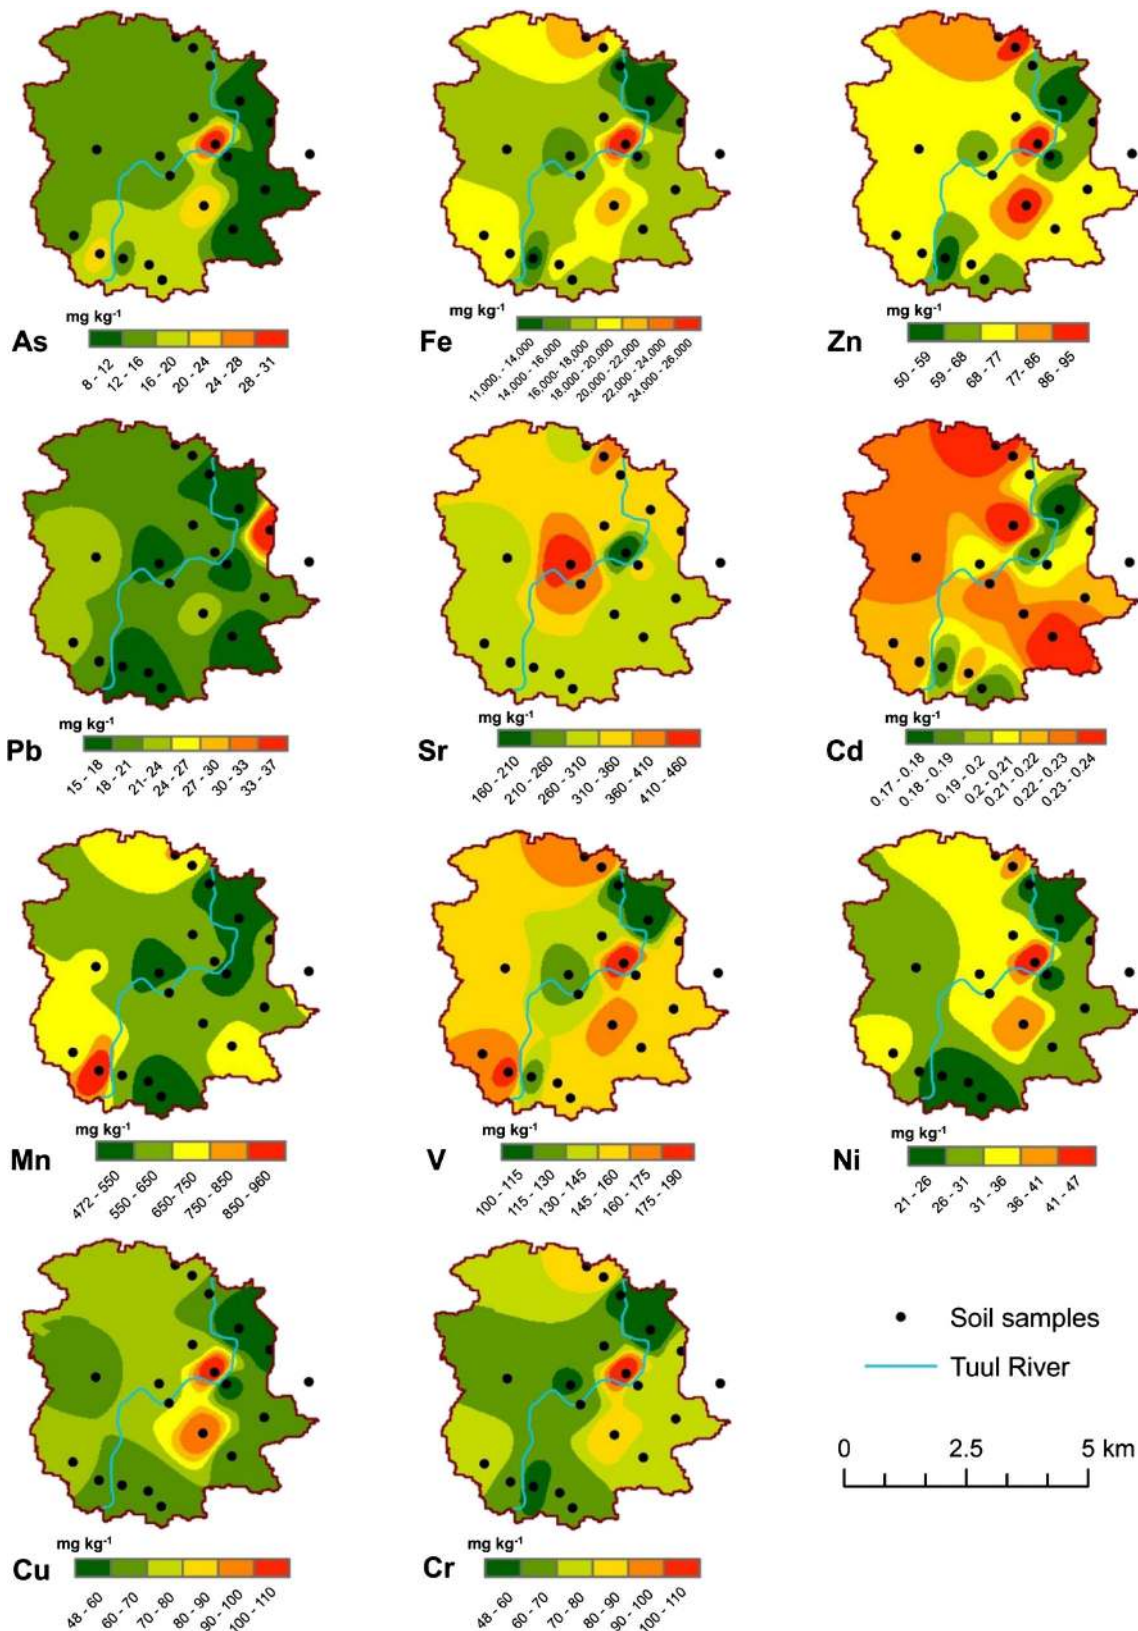 mg kg-1
As
8 - 12
12 - 16
16 - 20
20 - 24
24 - 28
28 - 31
mg kg-1
Fe
11,000, - 14,000
14,000 - 16,000
16,000- 18,000
18,000 - 20,000
20,000 - 22,000
22,000 - 24,000
24,000 - 26,000
mg kg-1
Zn
50 - 59
59 - 68
68 - 77
77- 86
86 - 95
mg kg-1
Pb
15 - 18
18 - 21
21- 24
24 - 27
27 - 30
30 - 33
33 - 37
mg kg-1
Sr
160 - 210
210 - 260
260 - 310
310 - 360
360 - 410
410 - 460
mg kg-1
Cd
0.17 - 0.18
0.18 - 0.19
0.19 - 0.2
0.2 - 0.21
0.21 - 0.22
0.22 - 0.23
0.23 - 0.24
mg kg-1
Mn
472 - 550
550 - 650
650 - 750
750 - 850
850 - 960
mg kg-1
V
100 - 115
115 - 130
130 - 145
145 - 160
160 - 175
175 - 190
mg kg-1
Ni
21 - 26
26 - 31
31 - 36
36 - 41
41 - 47
Soil samples
Tuul River
0 2.5 5 km
mg kg-1
Cu
48 - 60
60 - 70
70 - 80
80 - 90
90 - 100
100 - 110
mg kg-1
Cr
48 - 60
60 - 70
70 - 80
80 - 90
90 - 100
100 - 110